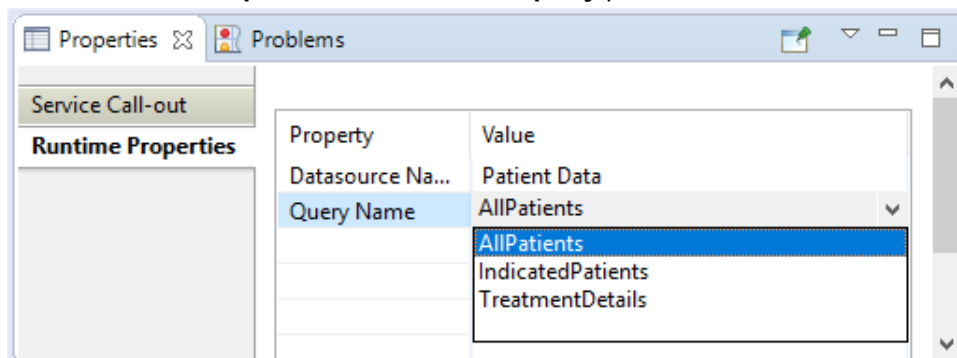 Properties Problems
Service Call-out
Runtime Properties
Property Value
Datasource Na... Patient Data
Query Name AllPatients
AllPatients
IndicatedPatients
TreatmentDetails